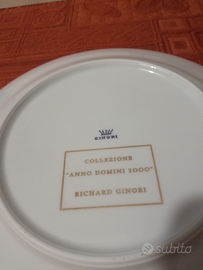 GINORI
COLLEZIONE
"ANNO DOMINI 2000"
RICHARD GINORI
subito